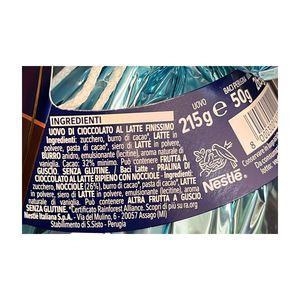 INGREDIENTI
UOVO DI CIOCCOLATO AL LATTE FINISSIMO
Ingredienti: zucchero, burro di cacao*, LATTE in
polvere, pasta di cacao*, siero di LATTE in polvere,
BURRO anidro, emulsionante (lecitine), aroma naturale
di vaniglia. Cacao: 32% minimo. Può contenere FRUTTA A
GUSCIO. SENZA GLUTINE. / Baci Latte - PRALINA DI
CIOCCOLATO AL LATTE RIPIENO CON NOCCIOLE - Ingredienti:
zucchero, NOCCIOLE (26%), burro di cacao*, pasta di cacao*, LATTE
in polvere, siero di LATTE in polvere, emulsionante (lecitine), aroma
naturale di vaniglia. Può contenere ALTRA FRUTTA A GUSCIO.
SENZA GLUTINE. *Certificato Rainforest Alliance. Scopri di più su ra.org
Nestlé Italiana S.p.A. - Via del Mulino, 6 - 20057 Assago (MI)
Stabilimento di S.Sisto - Perugia
UOVO
215g e
BACI PERUGINA
50g
Nestlé
Conservare in